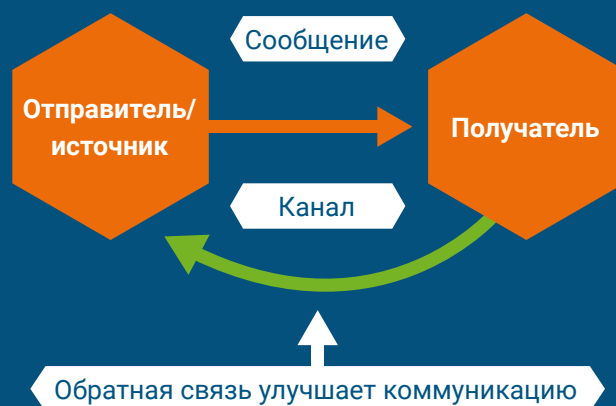 Сообщение
Отправитель/
источник
Получатель
Канал
Обратная связь улучшает коммуникацию